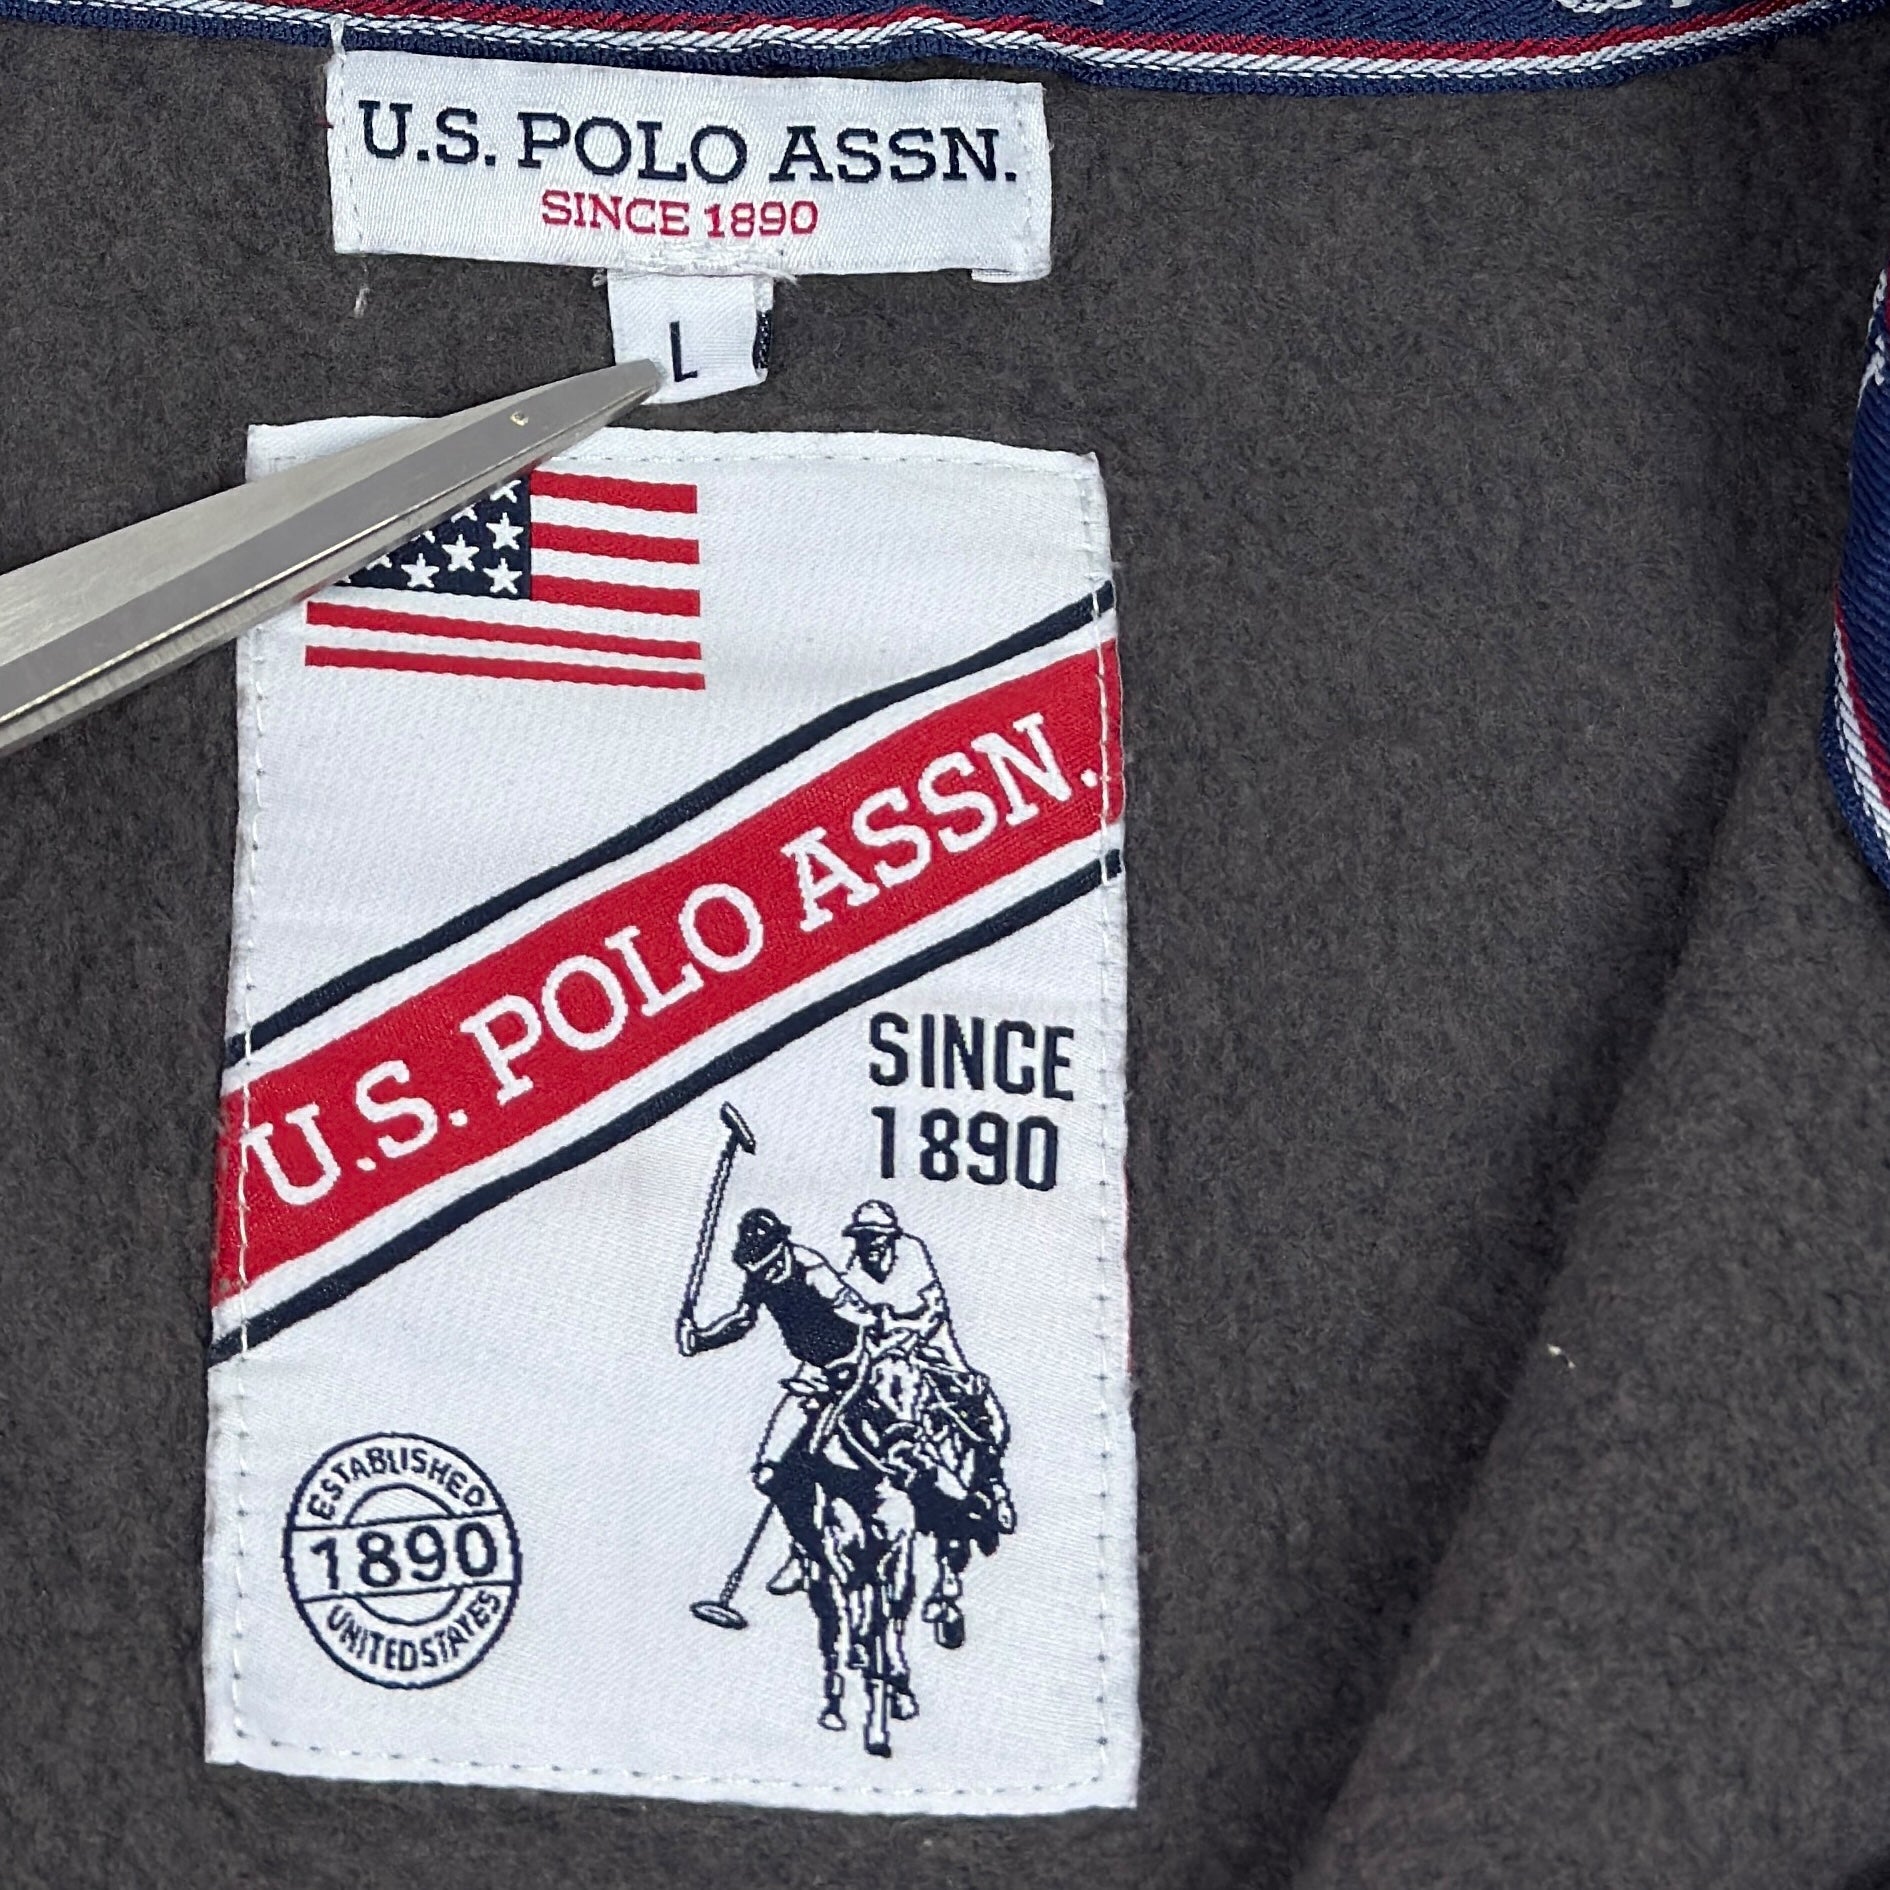 U.S. POLO ASSN.
SINCE 1890
L
U.S. POLO ASSN.
SINCE
1890
ESTABLISHED
1890
UNITEDSTATES